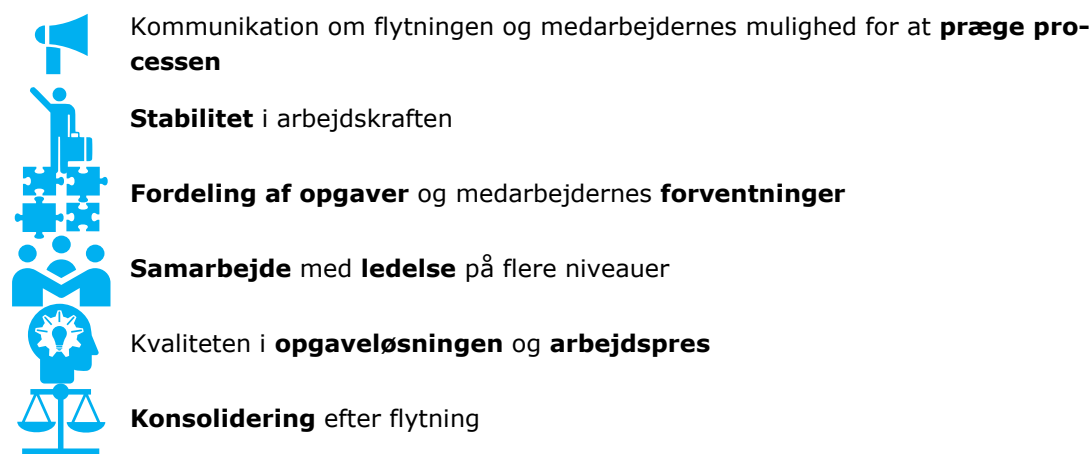 Kommunikation om flytningen og medarbejdernes mulighed for at præge pro-
cessen
Stabilitet i arbejdskraften
Fordeling af opgaver og medarbejdernes forventninger
Samarbejde med ledelse på flere niveauer
Kvaliteten i opgaveløsningen og arbejdspres
Konsolidering efter flytning